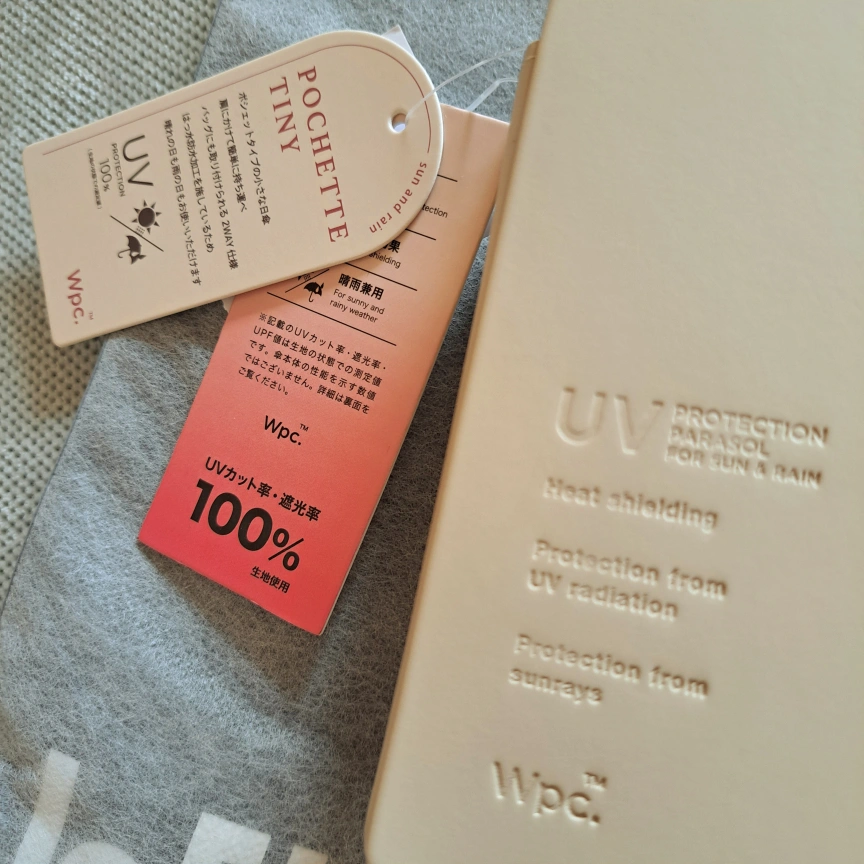 POCHETTE
TINY
sun and rain
ポシェットタイプの小さな日傘
肩にかけて簡単に持ち運べ
バッグにも取り付けられる 2WAY 仕様
はっ水防水加工を施しているため
晴れの日も雨の日もお使いいただけます
UV
PROTECTION
100%
Wpc.™
果
shielding
晴雨兼用
For sunny and
rainy weather
※記載のUVカット率・遮光率・
UPF値は生地の状態での測定値
です。傘本体の性能を示す数値
ではございません。詳細は裏面を
ご覧ください。
Wpc.™
UVカット率・遮光率
100%
生地使用
UV PROTECTION
PARASOL
FOR SUN & RAIN
Heat shielding
Protection from
UV radiation
Protection from
sunrays
Wpc.™